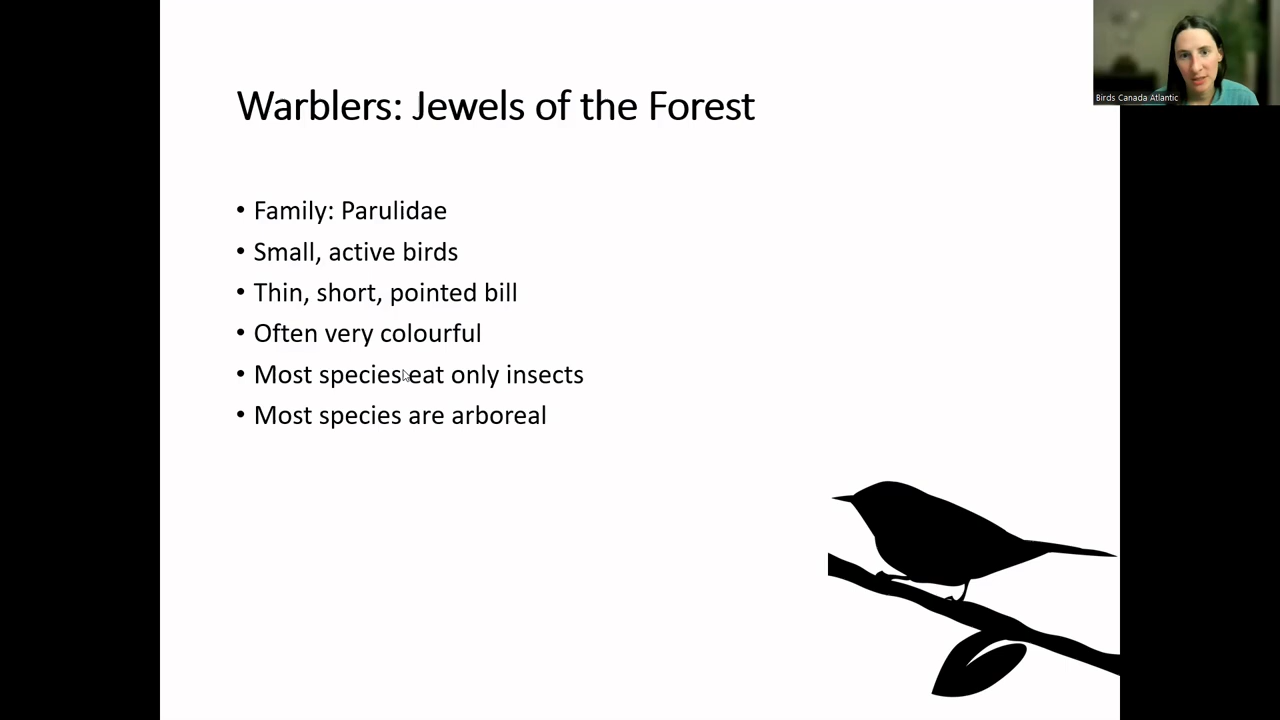 Warblers: Jewels of the Forest
• Family: Parulidae
• Small, active birds
• Thin, short, pointed bill
• Often very colourful
• Most species eat only insects
• Most species are arboreal
Birds Canada Atlantic